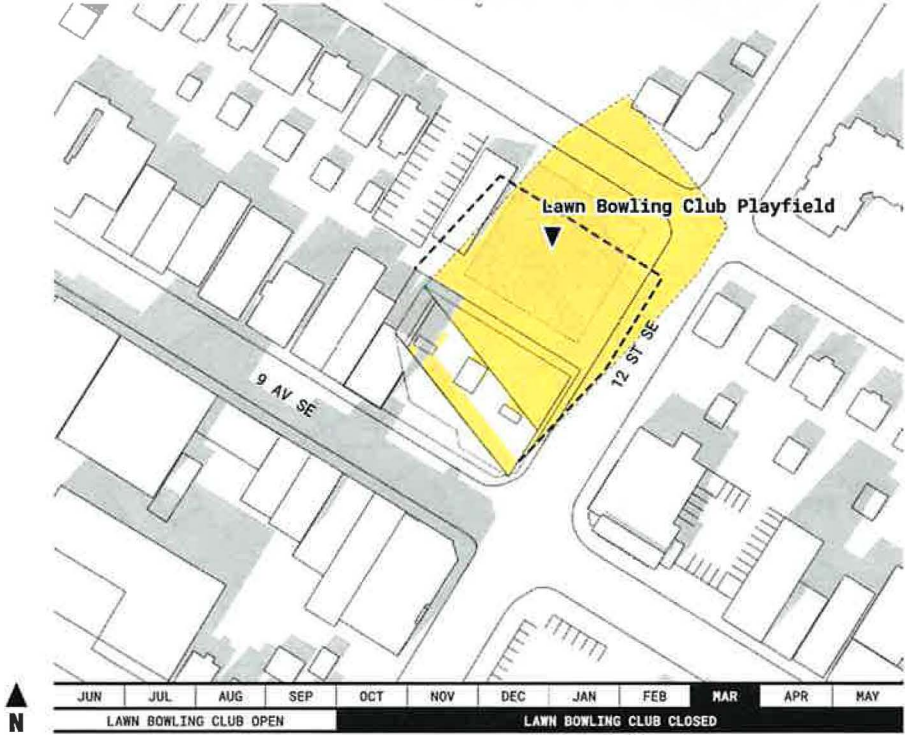 Lawn Bowling Club Playfield
12 ST SE
9 AV SE
N
JUN JUL AUG SEP OCT NOV DEC JAN FEB MAR APR MAY
LAWN BOWLING CLUB OPEN LAWN BOWLING CLUB CLOSED